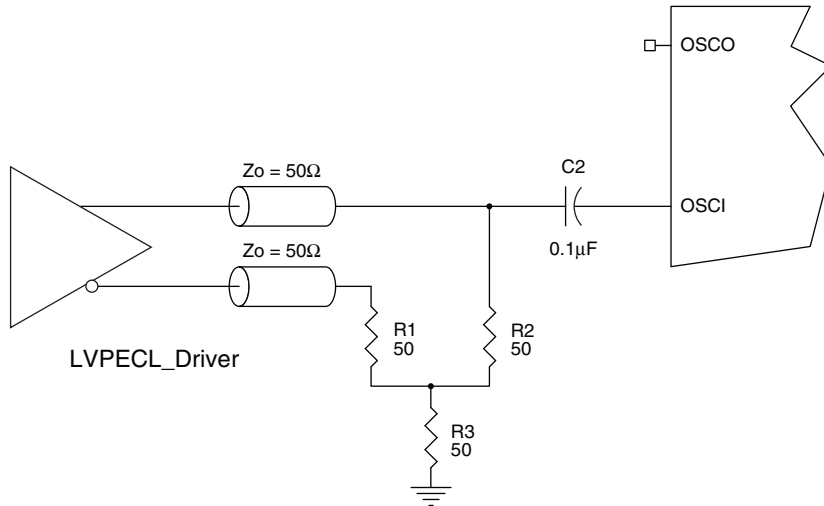 OSCO
Zo = 50Ω
C2
OSCI
0.1μF
Zo = 50Ω
R1
50
R2
50
LVPECL_Driver
R3
50